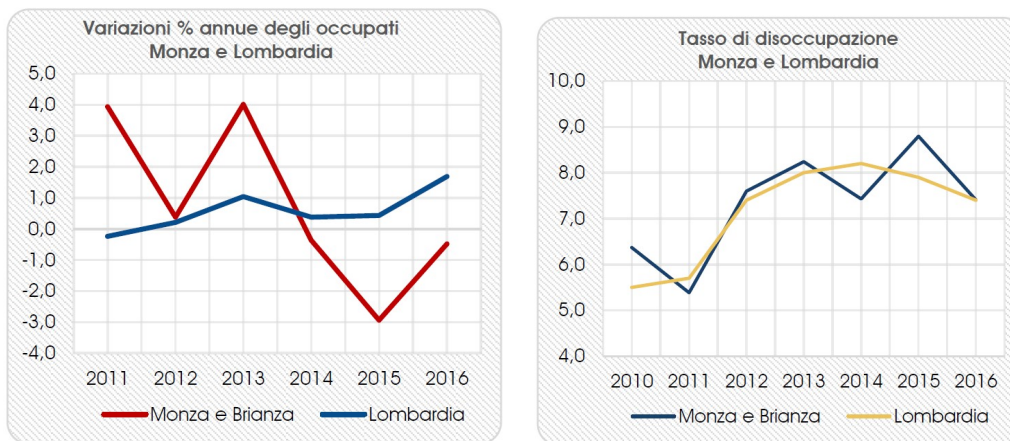 Variazioni % annue degli occupati
Monza e Lombardia
5,0
4,0
3,0
2,0
1,0
0,0
-1,0
-2,0
-3,0
-4,0
2011 2012 2013 2014 2015 2016
Monza e Brianza Lombardia
Tasso di disoccupazione
Monza e Lombardia
10,0
9,0
8,0
7,0
6,0
5,0
4,0
2010 2011 2012 2013 2014 2015 2016
Monza e Brianza Lombardia